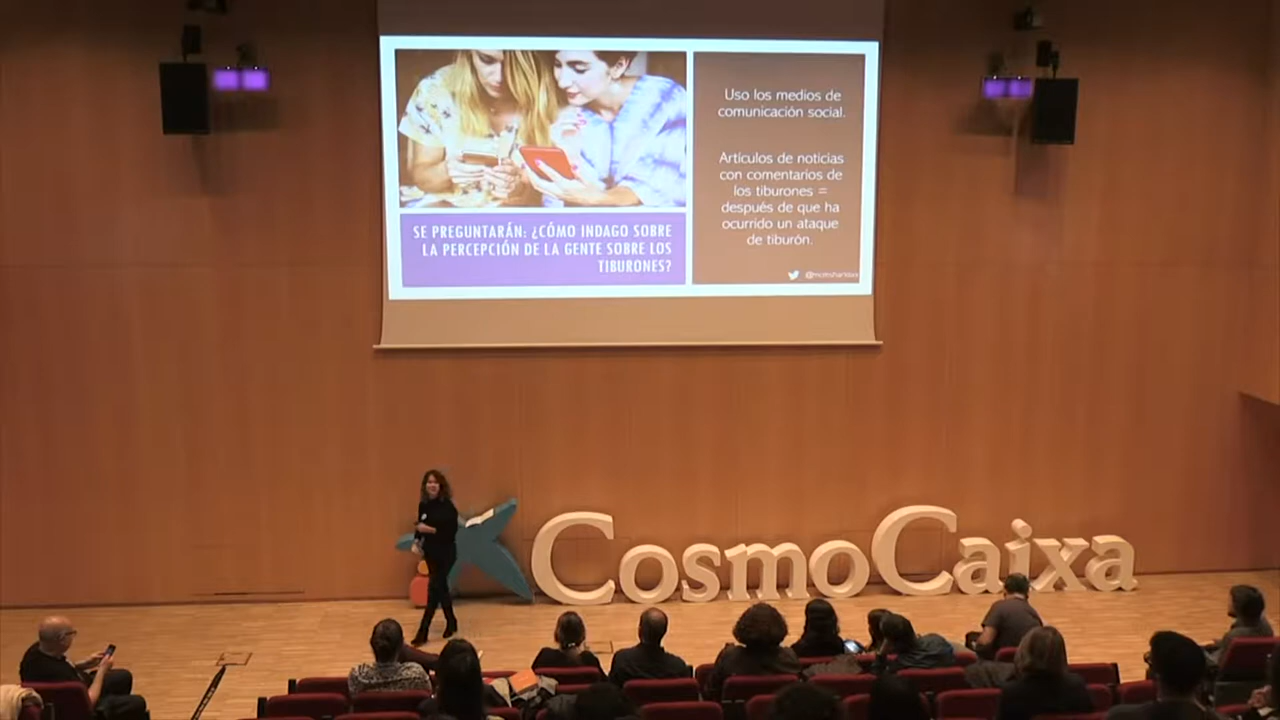 SE PREGUNTARÁN: ¿CÓMO INDAGO SOBRE
LA PERCEPCIÓN DE LA GENTE SOBRE LOS
TIBURONES?
Uso los medios de
comunicación social.
Artículos de noticias
con comentarios de
los tiburones =
después de que ha
ocurrido un ataque
de tiburón.
CosmoCaixa